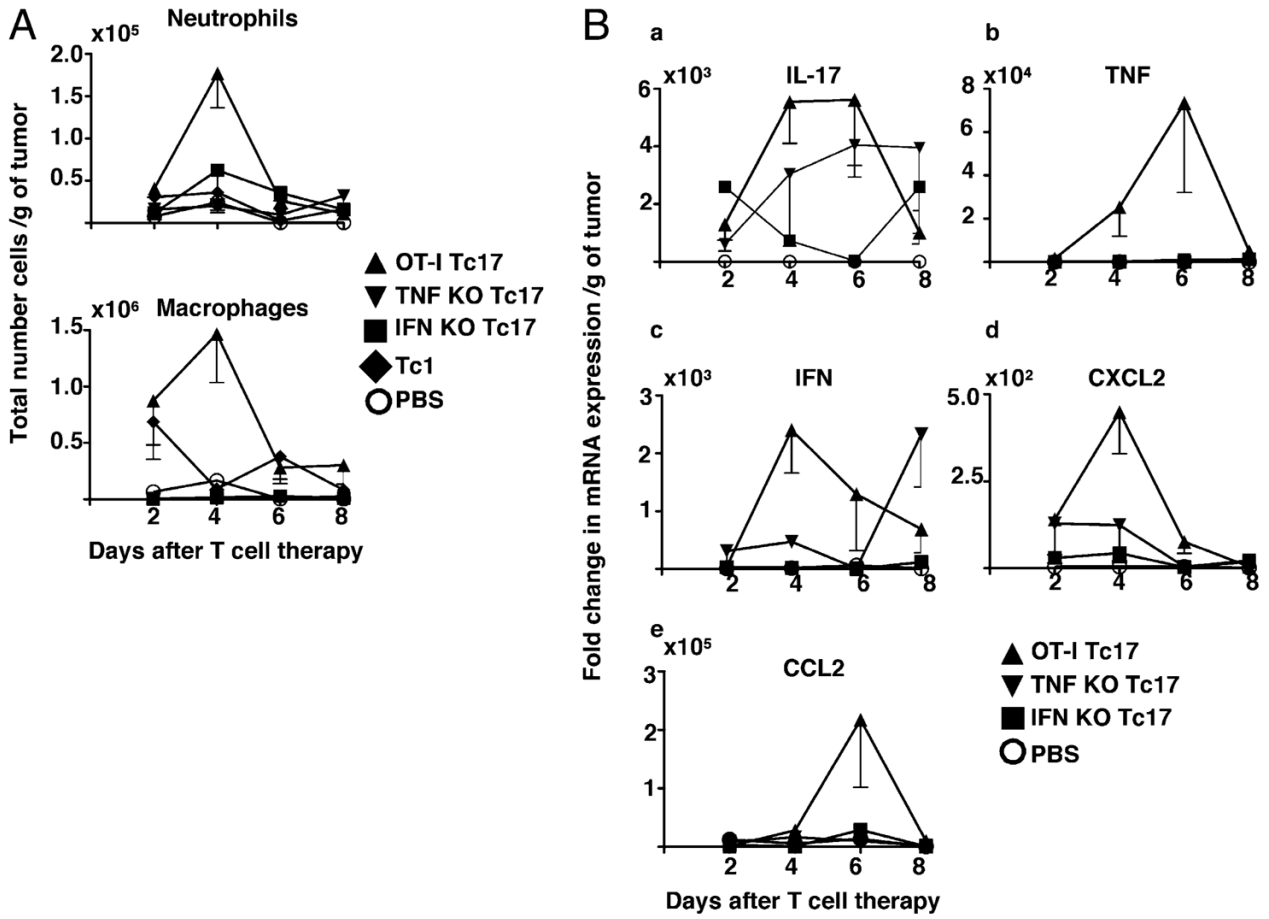 A
Neutrophils
x10⁵
2.0
1.5
1.0
0.5
Total number cells /g of tumor
Macrophages
x10⁶
1.5
1.0
0.5
2 4 6 8
Days after T cell therapy
OT-I Tc17
TNF KO Tc17
IFN KO Tc17
Tc1
PBS
B
Fold change in mRNA expression /g of tumor
a
x10³
IL-17
6
4
2
2 4 6 8
b
x10⁴
TNF
8
6
4
2
2 4 6 8
c
x10³
IFN
3
2
1
2 4 6 8
d
x10²
CXCL2
5.0
2.5
2 4 6 8
e
x10⁵
CCL2
3
2
1
2 4 6 8
Days after T cell therapy
OT-I Tc17
TNF KO Tc17
IFN KO Tc17
PBS